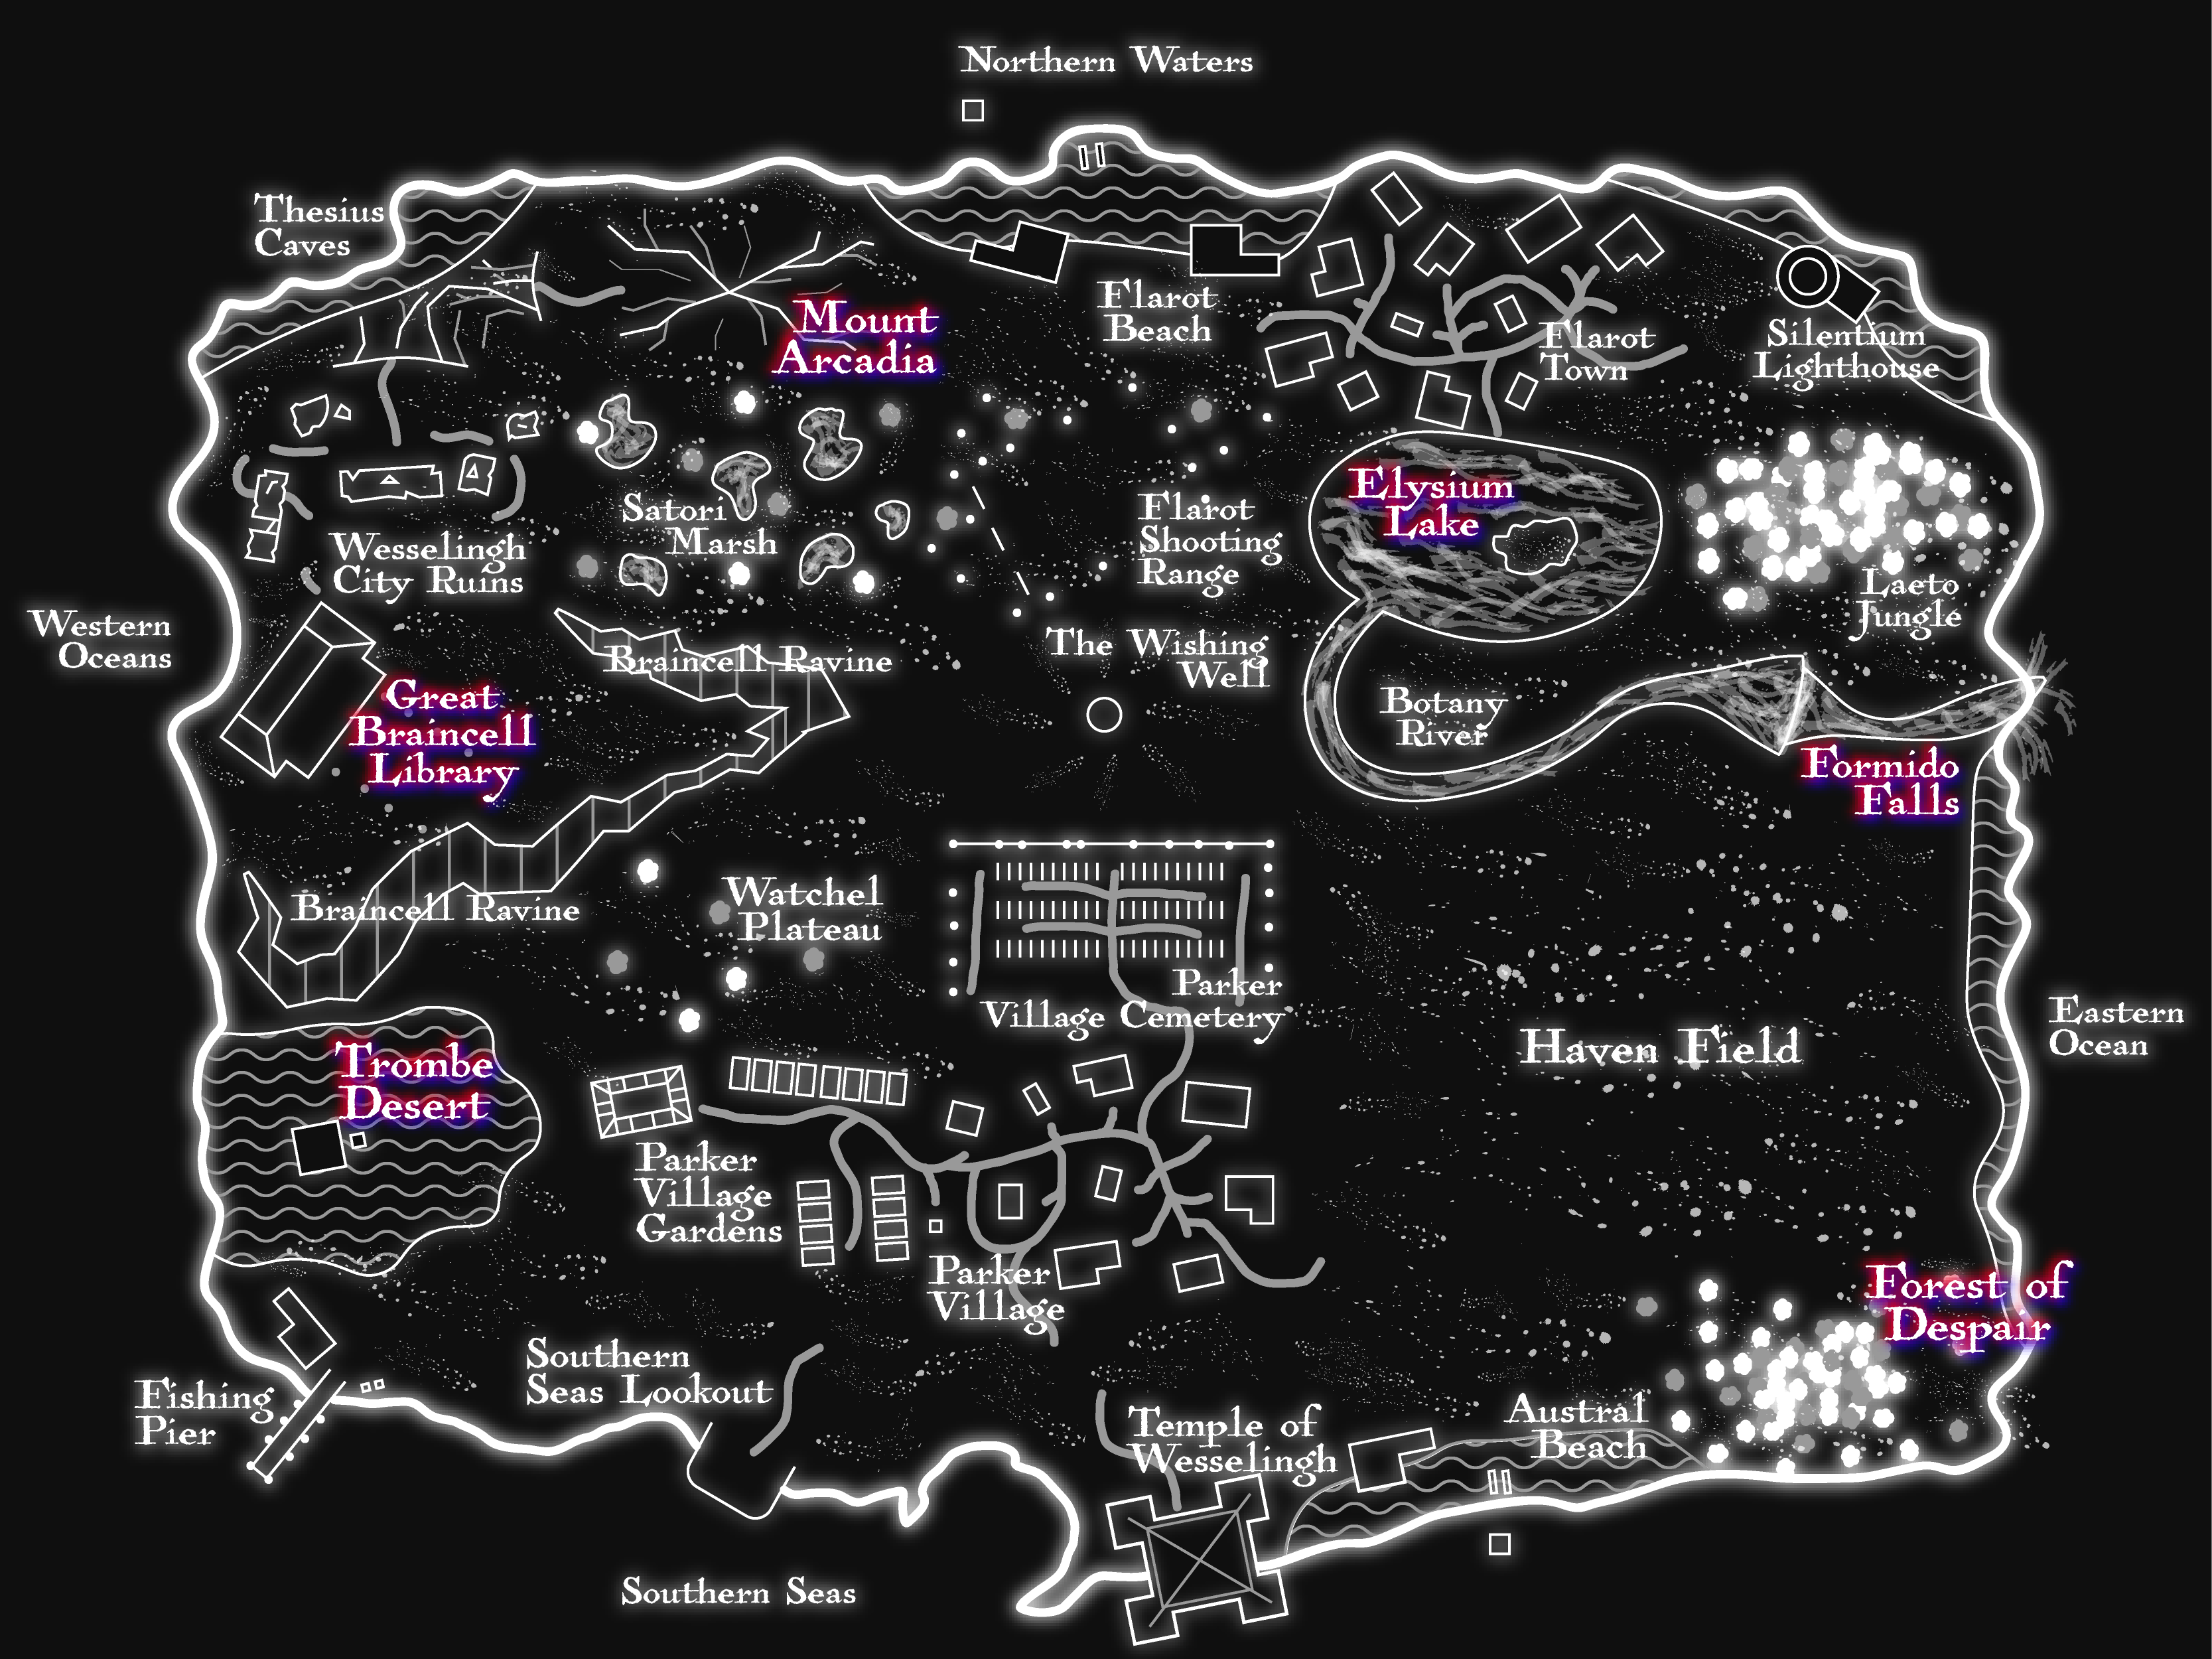 Northern Waters
Thesius
Caves
Mount
Arcadia
Flarot
Beach
Flarot
Town
Silentium
Lighthouse
Elysium
Lake
Satori
Marsh
Flarot
Shooting
Range
Wesselingh
City Ruins
Laeto
Jungle
Western
Oceans
Braincell Ravine
The Wishing
Well
Great
Braincell
Library
Botany
River
Formido
Falls
Braincell Ravine
Watchel
Plateau
Parker
Village Cemetery
Haven Field
Eastern
Ocean
Trombe
Desert
Parker
Village
Gardens
Parker
Village
Forest of
Despair
Southern
Seas Lookout
Fishing
Pier
Temple of
Wesselingh
Austral
Beach
Southern Seas